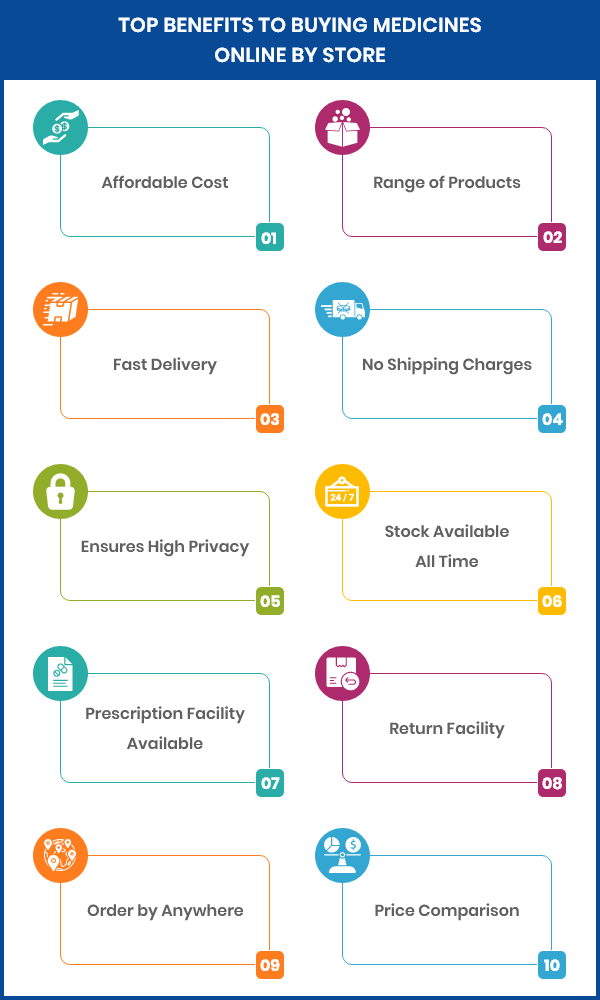 TOP BENEFITS TO BUYING MEDICINES
ONLINE BY STORE
Affordable Cost
01
Range of Products
02
Fast Delivery
03
No Shipping Charges
04
Ensures High Privacy
05
24/7
Stock Available
All Time
06
Prescription Facility
Available
07
Return Facility
08
Order by Anywhere
09
$
Price Comparison
10